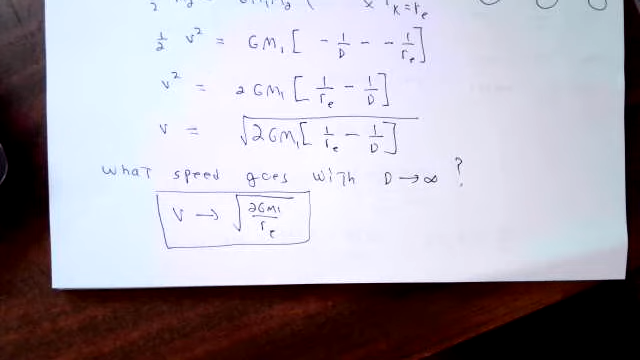 1/2 v² = GM₁ [ - 1/D - - 1/rₑ ]
v² = 2GM₁ [ 1/rₑ - 1/D ]
v = √2GM₁[ 1/rₑ - 1/D ]
what speed goes with D → ∞ ?
v → √2GM₁/rₑ